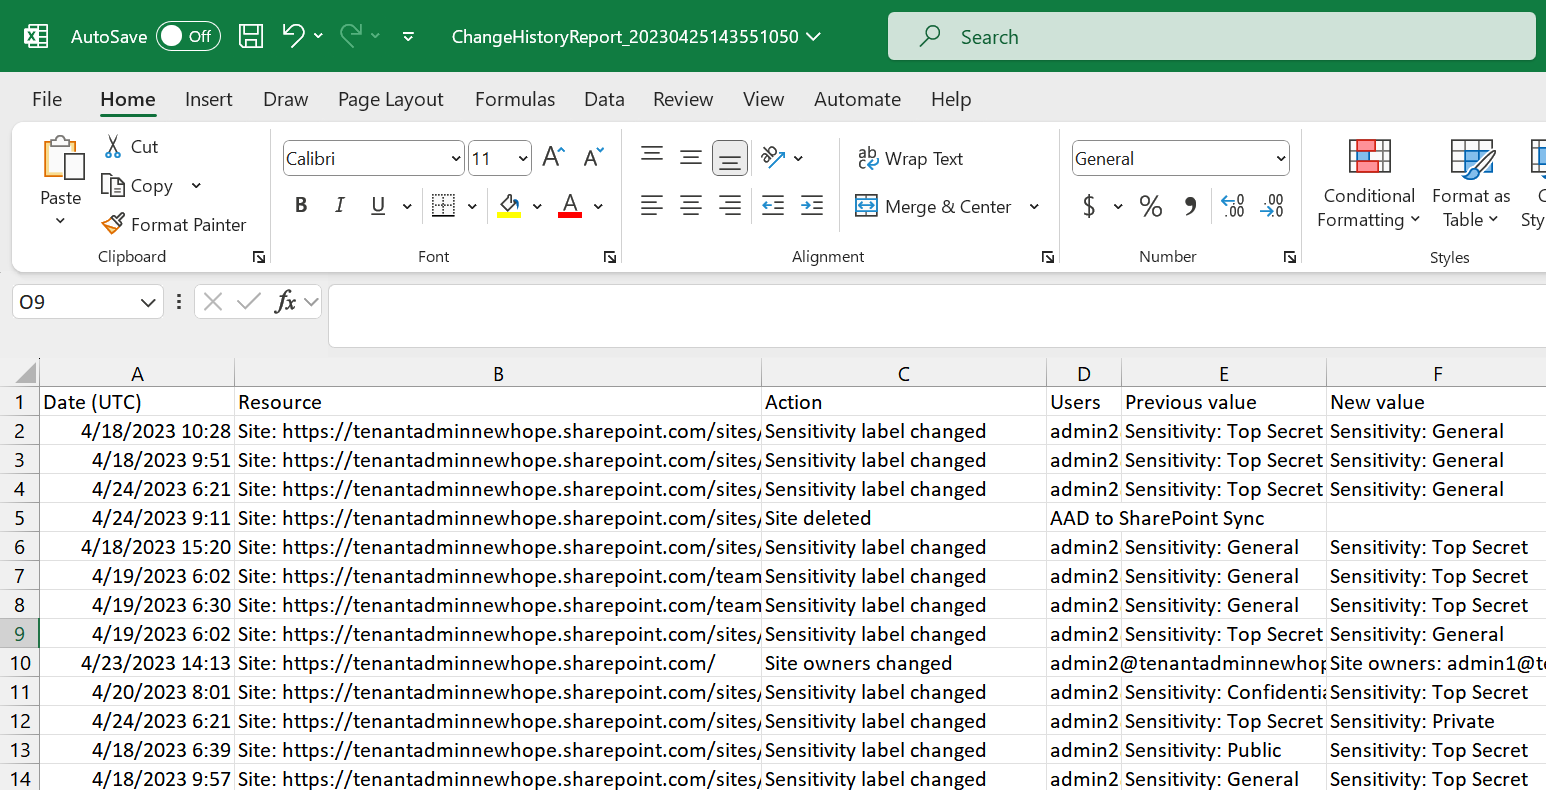 AutoSave Off ChangeHistoryReport_20230425143551050 Search
File Home Insert Draw Page Layout Formulas Data Review View Automate Help
Paste Cut Copy Format Painter Clipboard
Calibri 11 B I U A Font
Wrap Text Merge & Center Alignment
General $ % Number
Conditional Formatting Format as Table Styles
O9 fx
A B C D E F
1 Date (UTC) Resource Action Users Previous value New value
2 4/18/2023 10:28 Site: https://tenantadminnewhope.sharepoint.com/sites/ Sensitivity label changed admin2 Sensitivity: Top Secret Sensitivity: General
3 4/18/2023 9:51 Site: https://tenantadminnewhope.sharepoint.com/sites/ Sensitivity label changed admin2 Sensitivity: Top Secret Sensitivity: General
4 4/24/2023 6:21 Site: https://tenantadminnewhope.sharepoint.com/sites/ Sensitivity label changed admin2 Sensitivity: Top Secret Sensitivity: General
5 4/24/2023 9:11 Site: https://tenantadminnewhope.sharepoint.com/sites/ Site deleted AAD to SharePoint Sync
6 4/18/2023 15:20 Site: https://tenantadminnewhope.sharepoint.com/sites/ Sensitivity label changed admin2 Sensitivity: General Sensitivity: Top Secret
7 4/19/2023 6:02 Site: https://tenantadminnewhope.sharepoint.com/team Sensitivity label changed admin2 Sensitivity: General Sensitivity: Top Secret
8 4/19/2023 6:30 Site: https://tenantadminnewhope.sharepoint.com/team Sensitivity label changed admin2 Sensitivity: General Sensitivity: Top Secret
9 4/19/2023 6:02 Site: https://tenantadminnewhope.sharepoint.com/sites/ Sensitivity label changed admin2 Sensitivity: Top Secret Sensitivity: General
10 4/23/2023 14:13 Site: https://tenantadminnewhope.sharepoint.com/ Site owners changed admin2@tenantadminnewhop Site owners: admin1@te
11 4/20/2023 8:01 Site: https://tenantadminnewhope.sharepoint.com/sites/ Sensitivity label changed admin2 Sensitivity: Confidentia Sensitivity: Top Secret
12 4/24/2023 6:21 Site: https://tenantadminnewhope.sharepoint.com/sites/ Sensitivity label changed admin2 Sensitivity: Top Secret Sensitivity: Private
13 4/18/2023 6:39 Site: https://tenantadminnewhope.sharepoint.com/sites/ Sensitivity label changed admin2 Sensitivity: Public Sensitivity: Top Secret
14 4/18/2023 9:57 Site: https://tenantadminnewhope.sharepoint.com/sites/ Sensitivity label changed admin2 Sensitivity: General Sensitivity: Top Secret